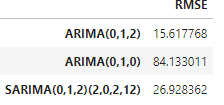 RMSE
ARIMA(0,1,2) 15.617768
ARIMA(0,1,0) 84.133011
SARIMA(0,1,2)(2,0,2,12) 26.928362